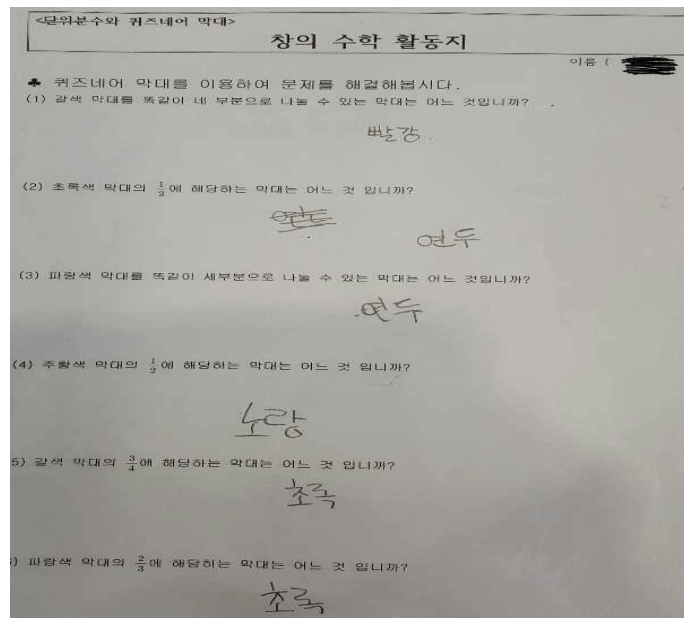 <단위분수와 퀴즈네어 막대>
창의 수학 활동지
이름 (
♣ 퀴즈네어 막대를 이용하여 문제를 해결해봅시다.
(1) 갈색 막대를 똑같이 네 부분으로 나눌 수 있는 막대는 어느 것입니까?
빨강
(2) 초록색 막대의 1/2에 해당하는 막대는 어느 것 입니까?
연두
연두
(3) 파랑색 막대를 똑같이 세부분으로 나눌 수 있는 막대는 어느 것입니까?
연두
(4) 주황색 막대의 1/2에 해당하는 막대는 어느 것 입니까?
노랑
5) 갈색 막대의 3/4에 해당하는 막대는 어느 것 입니까?
초록
) 파랑색 막대의 2/3에 해당하는 막대는 어느 것 입니까?
초록